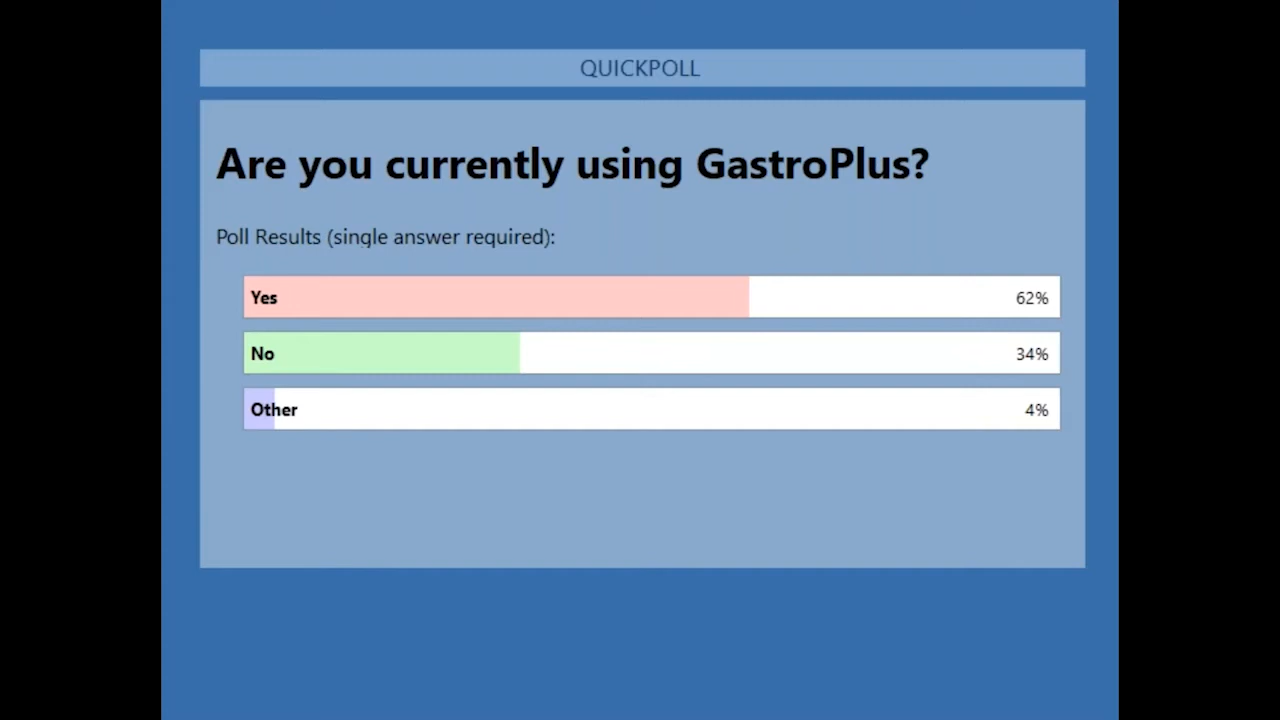 QUICKPOLL
Are you currently using GastroPlus?
Poll Results (single answer required):
Yes 62%
No 34%
Other 4%